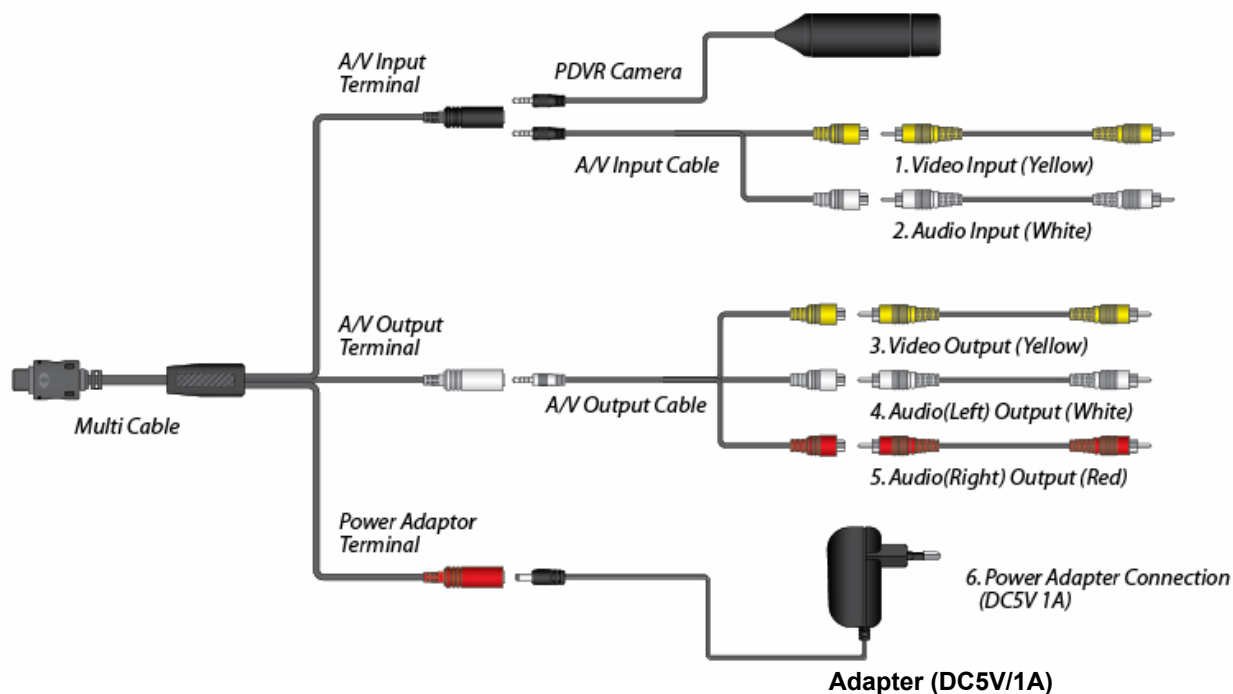 A/V Input
Terminal
PDVR Camera
A/V Input Cable
1. Video Input (Yellow)
2. Audio Input (White)
A/V Output
Terminal
3. Video Output (Yellow)
Multi Cable
A/V Output Cable
4. Audio(Left) Output (White)
5. Audio(Right) Output (Red)
Power Adaptor
Terminal
6. Power Adapter Connection
(DC5V 1A)
Adapter (DC5V/1A)